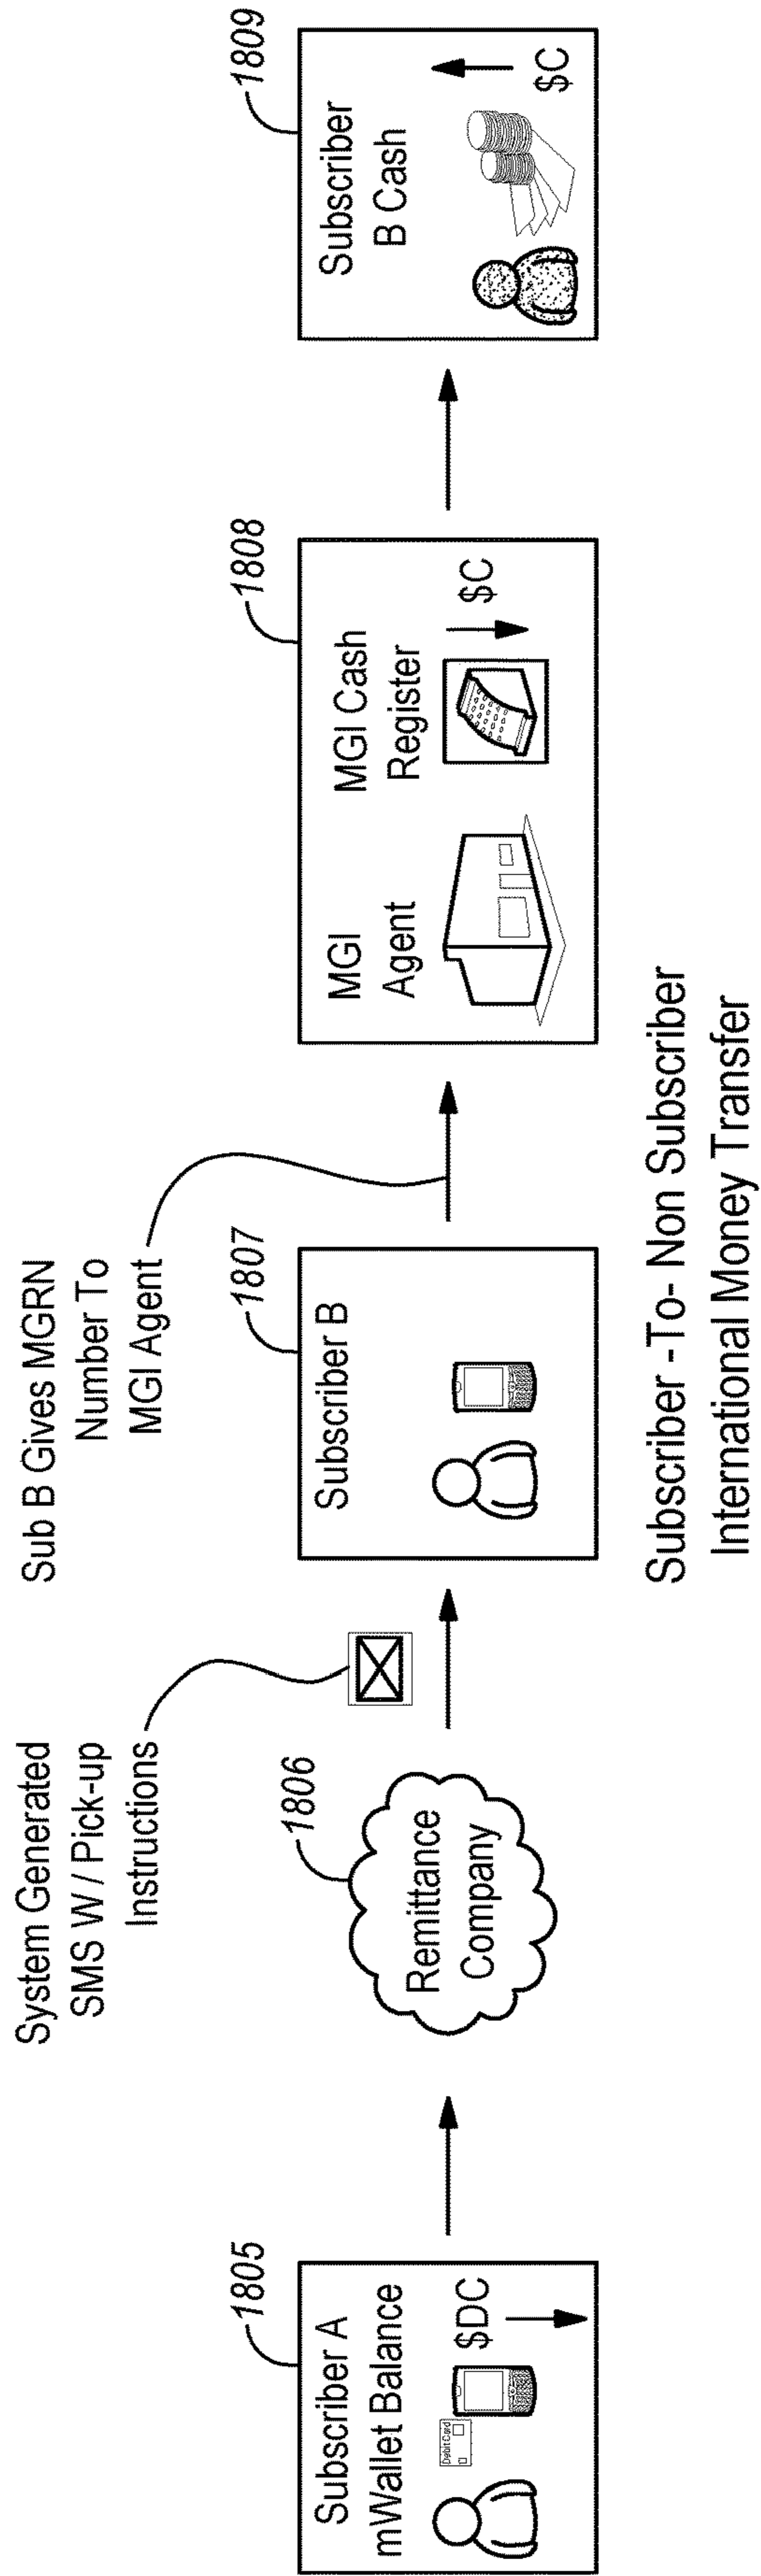 System Generated
SMS W / Pick-up
Instructions
Sub B Gives MGRN
Number To
MGI Agent
1805
Subscriber A
mWallet Balance
Debit Card
$DC
1806
Remittance
Company
1807
Subscriber B
1808
MGI
Agent
MGI Cash
Register
$C
1809
Subscriber
B Cash
$C
Subscriber -To- Non Subscriber
International Money Transfer